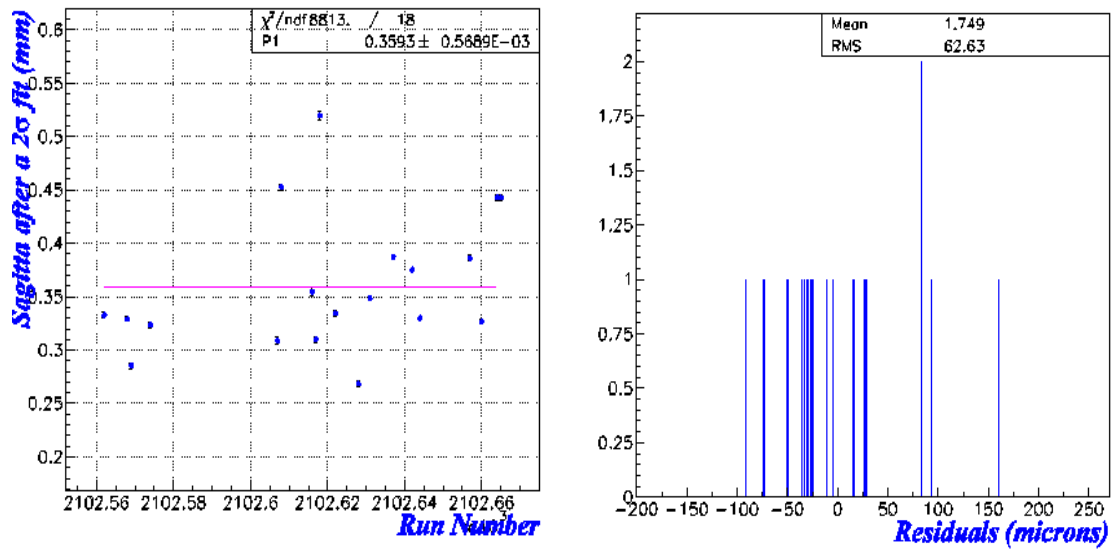 χ²/ndf 8813. / 18
P1 0.3593 ± 0.5689E-03
Sagitta after a 2σ fit (mm)
0.6
0.55
0.5
0.45
0.4
0.35
0.3
0.25
0.2
2102.56 2102.58 2102.6 2102.62 2102.64 2102.66
Run Number
Mean 1.749
RMS 62.63
2
1.75
1.5
1.25
1
0.75
0.5
0.25
0
-200 -150 -100 -50 0 50 100 150 200 250
Residuals (microns)